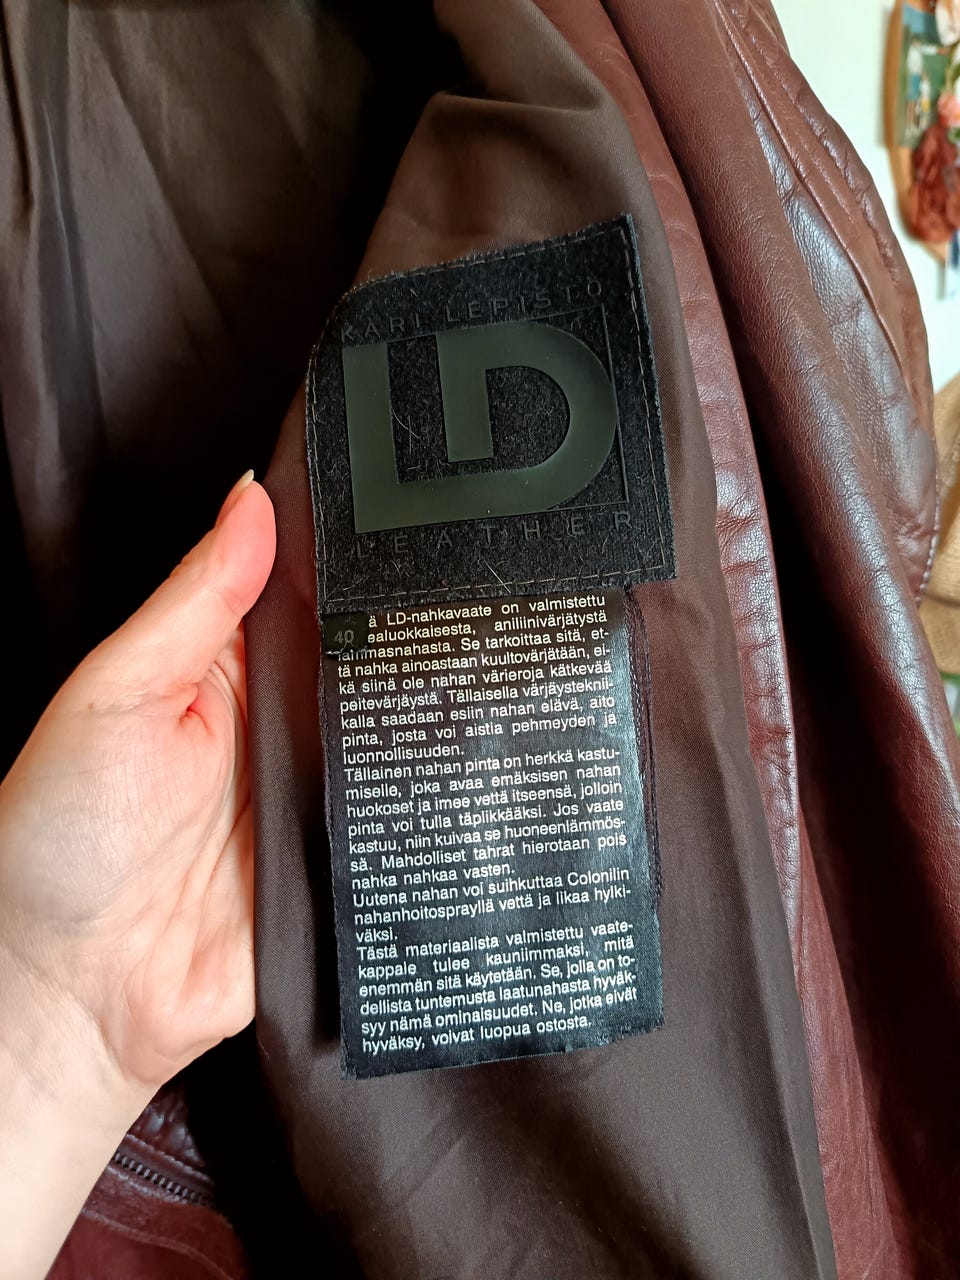 KARI LEPISTÖ
LD
LEATHER
40
ä LD-nahkavaate on valmistettu
ealuokkaisesta, aniliinivärjätystä
lammasnahasta. Se tarkoittaa sitä, et-
tä nahka ainoastaan kuultovärjätään, ei-
kä siinä ole nahan värieroja kätkevää
peitevärjäystä. Tällaisella värjäysteknii-
kalla saadaan esiin nahan elävä, aito
pinta, josta voi aistia pehmeyden ja
luonnollisuuden.
Tällainen nahan pinta on herkkä kastu-
miselle, joka avaa emäksisen nahan
huokoset ja imee vettä itseensä, jolloin
pinta voi tulla täplikkääksi. Jos vaate
kastuu, niin kuivaa se huoneenlämmös-
sä. Mahdolliset tahrat hierotaan pois
nahka nahkaa vasten.
Uutena nahan voi suihkuttaa Colonilin
nahanhoitosprayllä vettä ja likaa hylki-
väksi.
Tästä materiaalista valmistettu vaate-
kappale tulee kauniimmaksi, mitä
enemmän sitä käytetään. Se, jolla on to-
dellista tuntemusta laatunahasta hyväk-
syy nämä ominaisuudet. Ne, jotka eivät
hyväksy, voivat luopua ostosta.